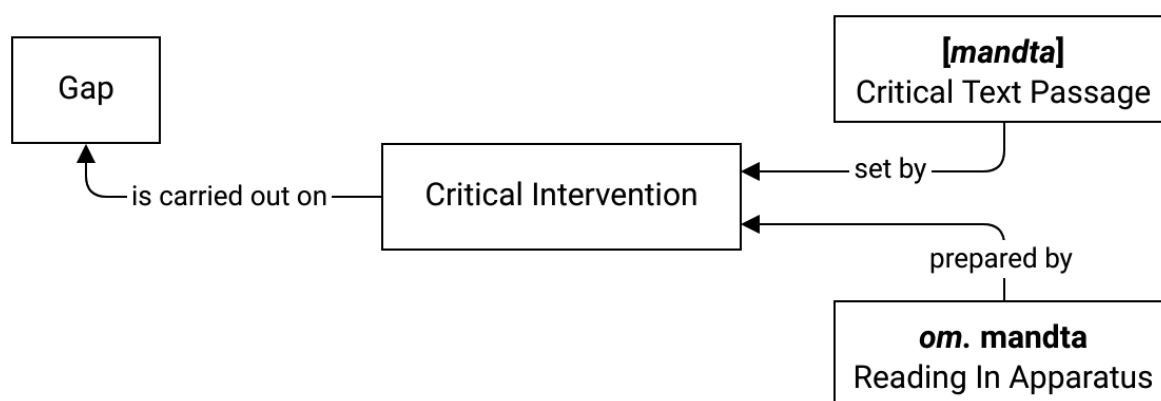 [mandta]
Critical Text Passage
Gap
set by
is carried out on
Critical Intervention
prepared by
om. mandta
Reading In Apparatus